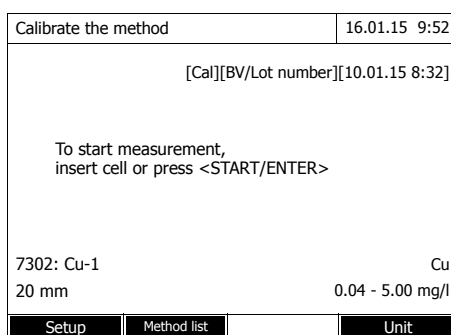 Calibrate the method 16.01.15 9:52
[Cal][BV/Lot number][10.01.15 8:32]
To start measurement,
insert cell or press <START/ENTER>
7302: Cu-1 Cu
20 mm 0.04 - 5.00 mg/l
Setup Method list Unit